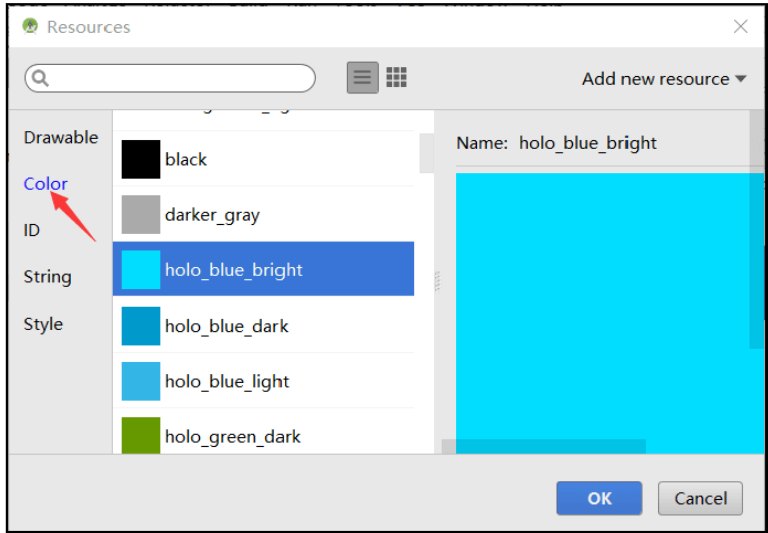 Resources
Add new resource
Drawable
Color
ID
String
Style
black
darker_gray
holo_blue_bright
holo_blue_dark
holo_blue_light
holo_green_dark
Name: holo_blue_bright
OK
Cancel